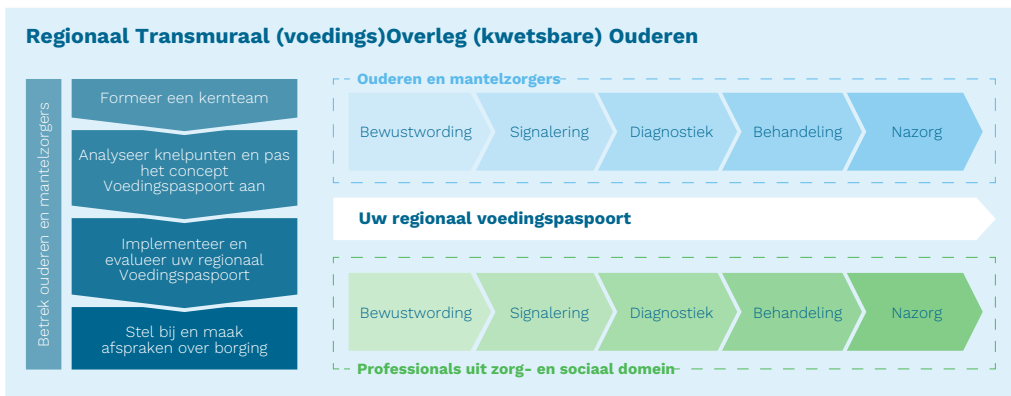 Regionaal Transmuraal (voedings)Overleg (kwetsbare) Ouderen
Betrek ouderen en mantelzorgers
Formeer een kernteam
Analyseer knelpunten en pas
het concept
Voedingspaspoort aan
Implementeer en
evalueer uw regionaal
Voedingspaspoort
Stel bij en maak
afspraken over borging
Ouderen en mantelzorgers
Bewustwording
Signalering
Diagnostiek
Behandeling
Nazorg
Uw regionaal voedingspaspoort
Bewustwording
Signalering
Diagnostiek
Behandeling
Nazorg
Professionals uit zorg- en sociaal domein